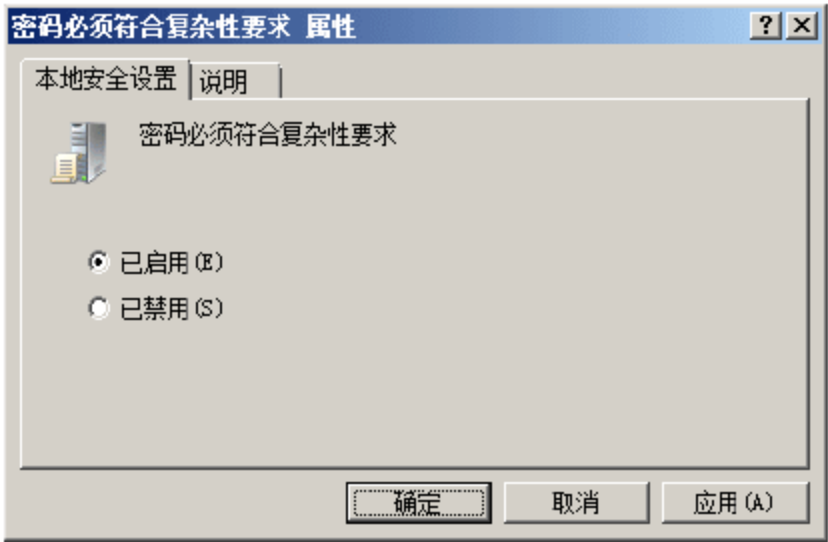 密码必须符合复杂性要求 属性
本地安全设置 说明
密码必须符合复杂性要求
已启用(E)
已禁用(S)
确定 取消 应用(A)